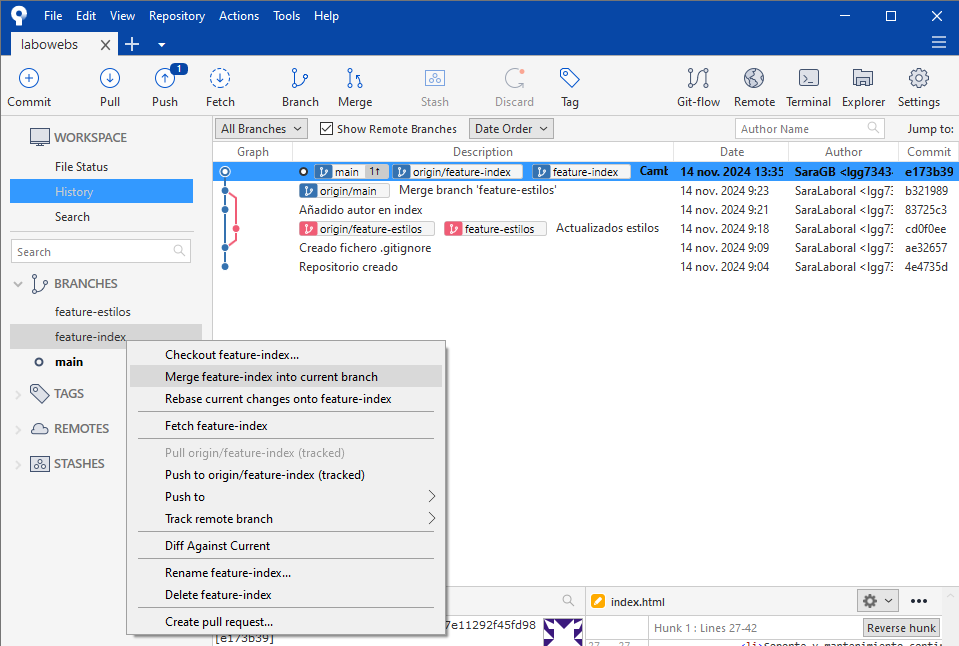 File Edit View Repository Actions Tools Help
labowebs
1
Commit Pull Push Fetch Branch Merge Stash Discard Tag Git-flow Remote Terminal Explorer Settings
WORKSPACE
File Status
History
Search
Search
BRANCHES
feature-estilos
feature-index
main
TAGS
REMOTES
STASHES
All Branches Show Remote Branches Date Order Author Name Jump to:
Graph Description Date Author Commit
main 1↑ origin/feature-index feature-index Camb 14 nov. 2024 13:35 SaraGB <lgg7343 e173b39
origin/main Merge branch 'feature-estilos' 14 nov. 2024 9:23 SaraLaboral <lgg73 b321989
Añadido autor en index 14 nov. 2024 9:21 SaraLaboral <lgg73 83725c3
origin/feature-estilos feature-estilos Actualizados estilos 14 nov. 2024 9:18 SaraLaboral <lgg73 cd0f0ee
Creado fichero .gitignore 14 nov. 2024 9:09 SaraLaboral <lgg73 ae32657
Repositorio creado 14 nov. 2024 9:04 SaraLaboral <lgg73 4e4735d
Checkout feature-index...
Merge feature-index into current branch
Rebase current changes onto feature-index
Fetch feature-index
Pull origin/feature-index (tracked)
Push to origin/feature-index (tracked)
Push to
Track remote branch
Diff Against Current
Rename feature-index...
Delete feature-index
Create pull request...
7e11292f45fd98
[e173b39]
index.html
Hunk 1 : Lines 27-42 Reverse hunk
27 27 <li>Soporte y mantenimiento conti